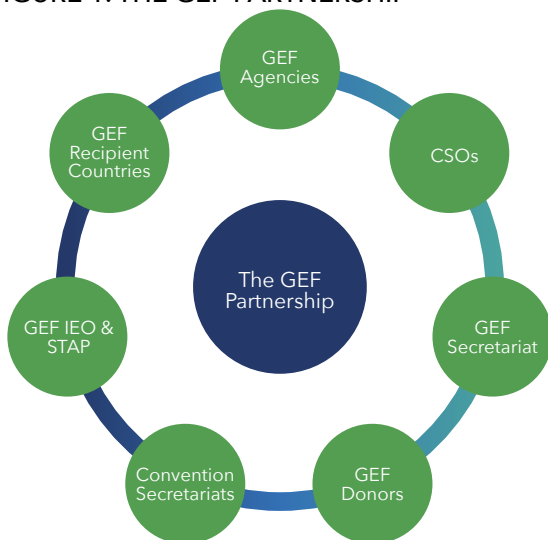 The GEF
Partnership
GEF
Agencies
CSOs
GEF
Secretariat
GEF
Donors
Convention
Secretariats
GEF IEO &
STAP
GEF
Recipient
Countries